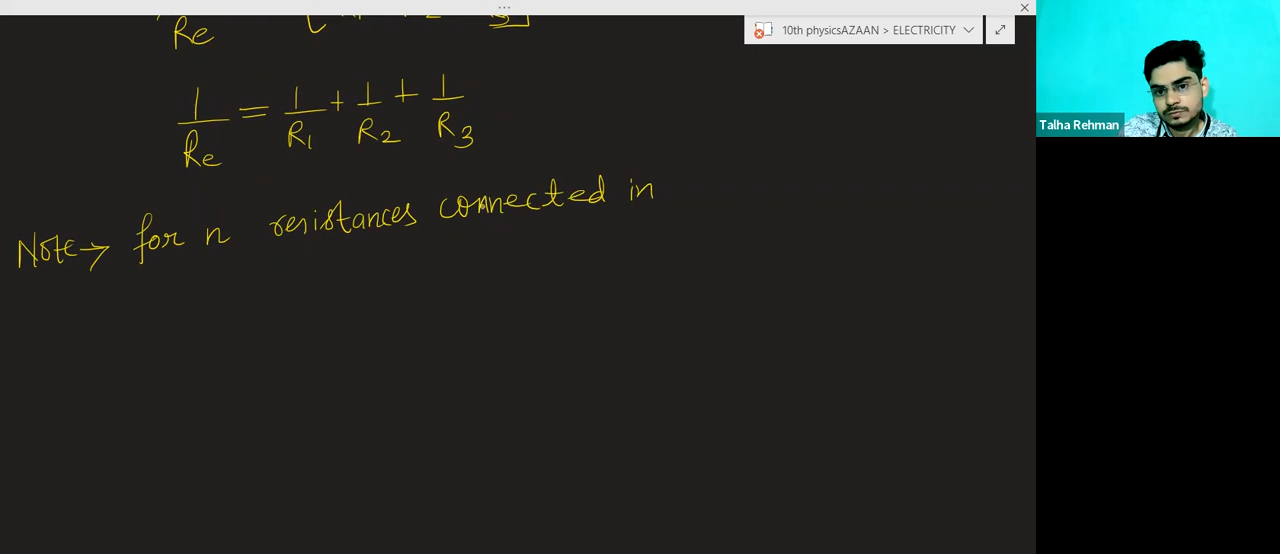 10th physicsAZAAN > ELECTRICITY
Re
1/Re = 1/R1 + 1/R2 + 1/R3
Note → for n resistances connected in
Talha Rehman